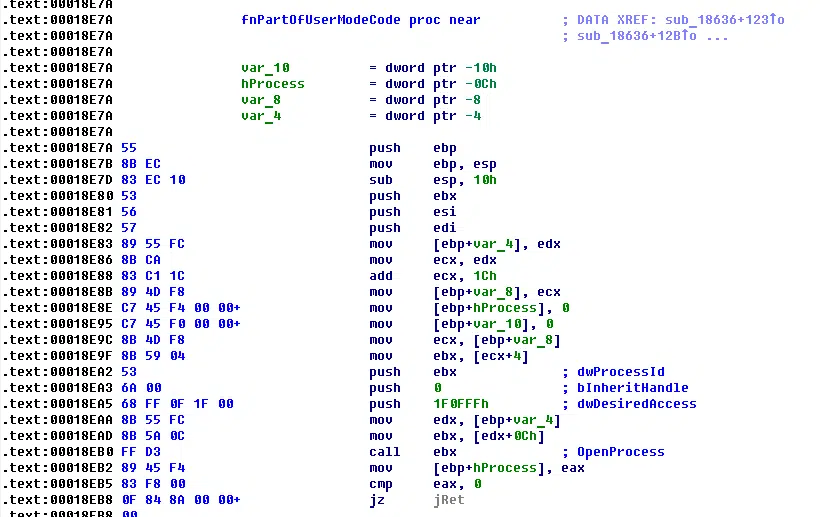 .text:00018E7A
.text:00018E7A fnPartOfUserModeCode proc near ; DATA XREF: sub_18636+123↑o
.text:00018E7A ; sub_18636+12B↑o ...
.text:00018E7A
.text:00018E7A var_10 = dword ptr -10h
.text:00018E7A hProcess = dword ptr -0Ch
.text:00018E7A var_8 = dword ptr -8
.text:00018E7A var_4 = dword ptr -4
.text:00018E7A
.text:00018E7A 55 push ebp
.text:00018E7B 8B EC mov ebp, esp
.text:00018E7D 83 EC 10 sub esp, 10h
.text:00018E80 53 push ebx
.text:00018E81 56 push esi
.text:00018E82 57 push edi
.text:00018E83 89 55 FC mov [ebp+var_4], edx
.text:00018E86 8B CA mov ecx, edx
.text:00018E88 83 C1 1C add ecx, 1Ch
.text:00018E8B 89 4D F8 mov [ebp+var_8], ecx
.text:00018E8E C7 45 F4 00 00+ mov [ebp+hProcess], 0
.text:00018E95 C7 45 F0 00 00+ mov [ebp+var_10], 0
.text:00018E9C 8B 4D F8 mov ecx, [ebp+var_8]
.text:00018E9F 8B 59 04 mov ebx, [ecx+4]
.text:00018EA2 53 push ebx ; dwProcessId
.text:00018EA3 6A 00 push 0 ; bInheritHandle
.text:00018EA5 68 FF 0F 1F 00 push 1F0FFFh ; dwDesiredAccess
.text:00018EAA 8B 55 FC mov edx, [ebp+var_4]
.text:00018EAD 8B 5A 0C mov ebx, [edx+0Ch]
.text:00018EB0 FF D3 call ebx ; OpenProcess
.text:00018EB2 89 45 F4 mov [ebp+hProcess], eax
.text:00018EB5 83 F8 00 cmp eax, 0
.text:00018EB8 0F 84 8A 00 00+ jz jRet
.text:00018EB8 00